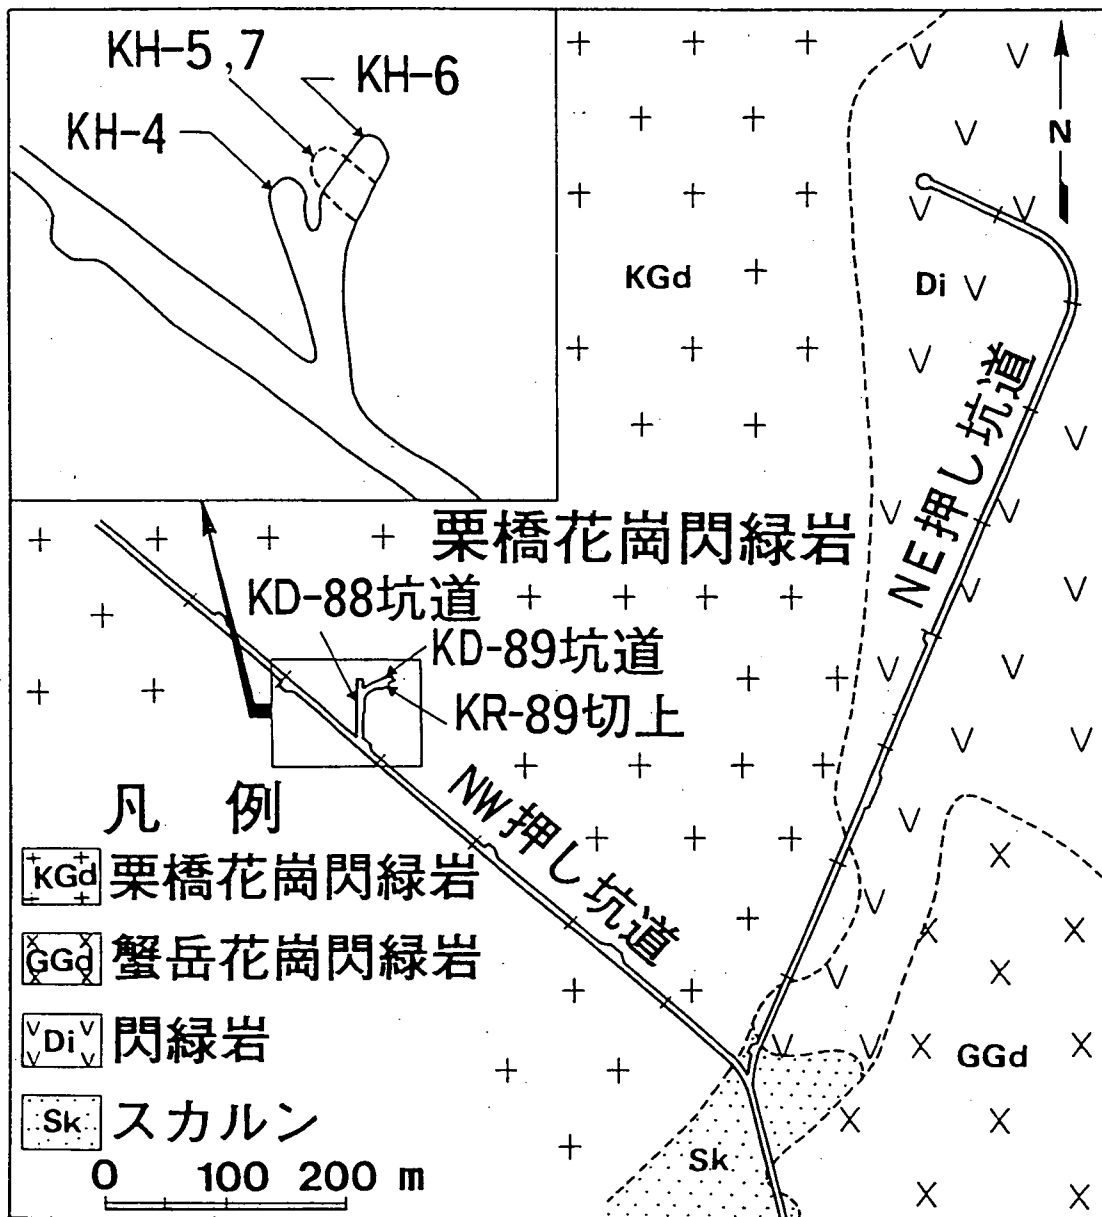 KH-5,7
KH-6
KH-4
N
KGd
Di
NE押し坑道
栗橋花崗閃緑岩
KD-88坑道
KD-89坑道
KR-89切上
NW押し坑道
凡 例
KGd 栗橋花崗閃緑岩
GGd 蟹岳花崗閃緑岩
Di 閃緑岩
Sk スカルン
GGd
Sk
0 100 200 m